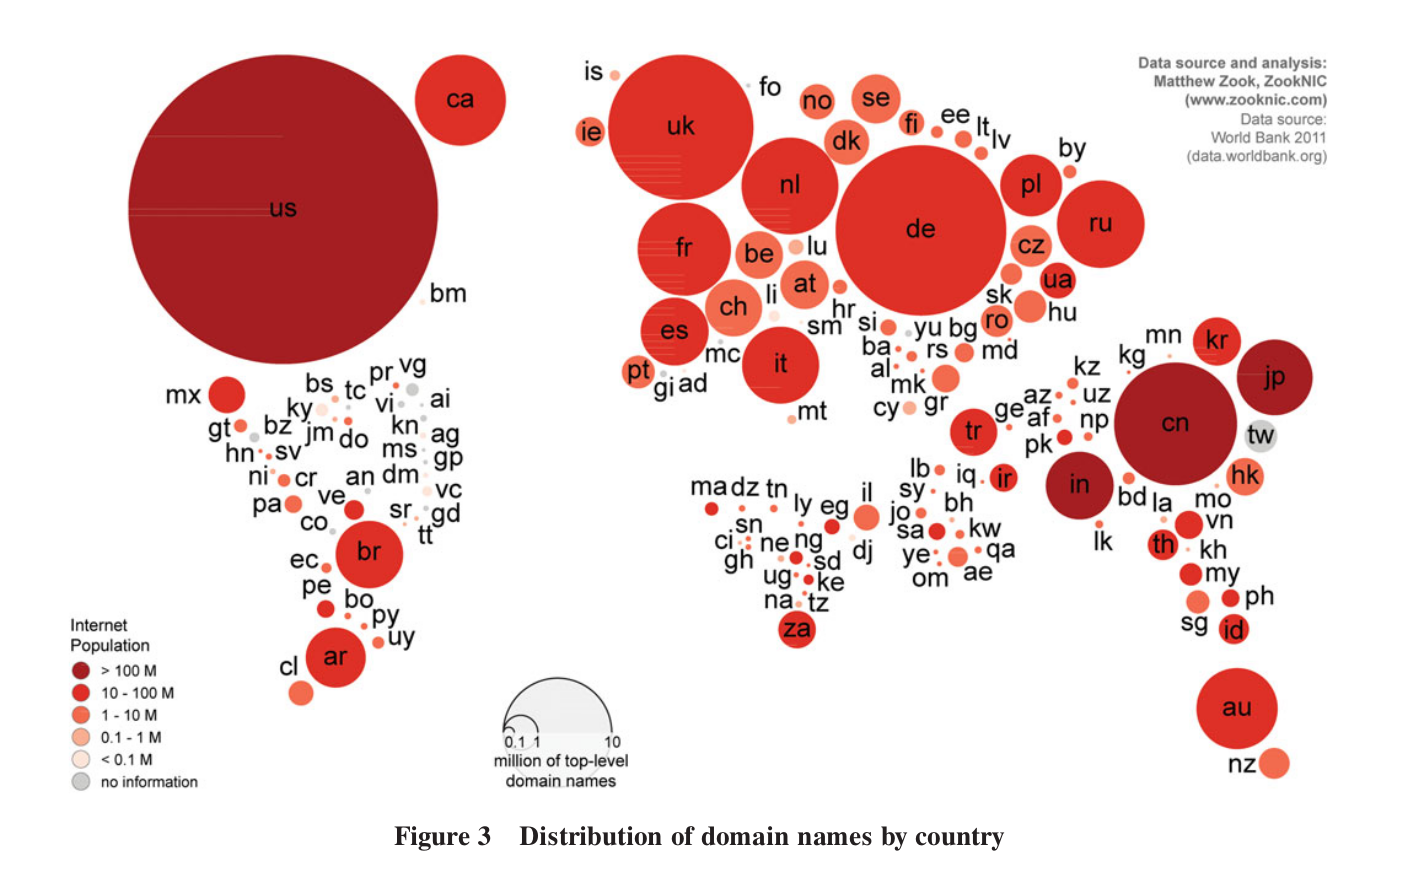 Data source and analysis:
Matthew Zook, ZookNIC
(www.zooknic.com)
Data source:
World Bank 2011
(data.worldbank.org)
us
ca
bm
is
fo
ie
uk
no
se
dk
fi
ee
lt
lv
by
nl
de
pl
ru
fr
be
lu
cz
at
li
ch
hr
sk
ua
hu
es
sm
si
yu
bg
ro
md
mc
it
ba
rs
al
mk
pt
gi
ad
cy
gr
mt
mn
kr
kg
jp
kz
cn
az
uz
ge
af
np
tr
pk
tw
lb
iq
ir
in
hk
sy
bd
mo
la
vn
jo
bh
sa
kw
lk
th
kh
ye
qa
om
ae
my
ph
sg
id
au
nz
mx
bs
pr
vg
tc
ky
vi
ai
gt
bz
jm
do
kn
ag
hn
sv
ms
gp
ni
cr
an
dm
pa
ve
vc
co
sr
gd
tt
br
ec
pe
bo
py
uy
ar
cl
ma
dz
tn
ly
eg
il
sn
ci
gh
ne
ng
dj
sd
ug
ke
na
tz
za
Internet
Population
> 100 M
10 - 100 M
1 - 10 M
0.1 - 1 M
< 0.1 M
no information
0.1 1 10
million of top-level
domain names
Figure 3 Distribution of domain names by country